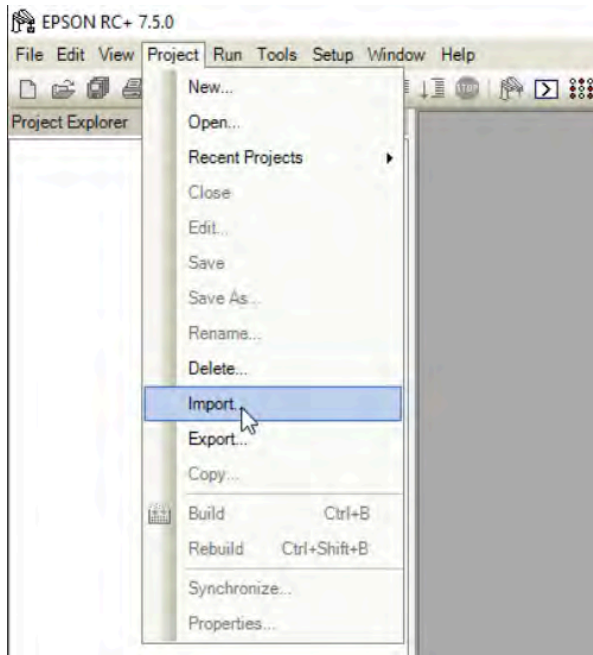 EPSON RC+ 7.5.0
File Edit View Project Run Tools Setup Window Help
STOP
Project Explorer
New...
Open...
Recent Projects
Close
Edit...
Save
Save As...
Rename...
Delete...
Import...
Export...
Copy...
Build Ctrl+B
Rebuild Ctrl+Shift+B
Synchronize...
Properties...